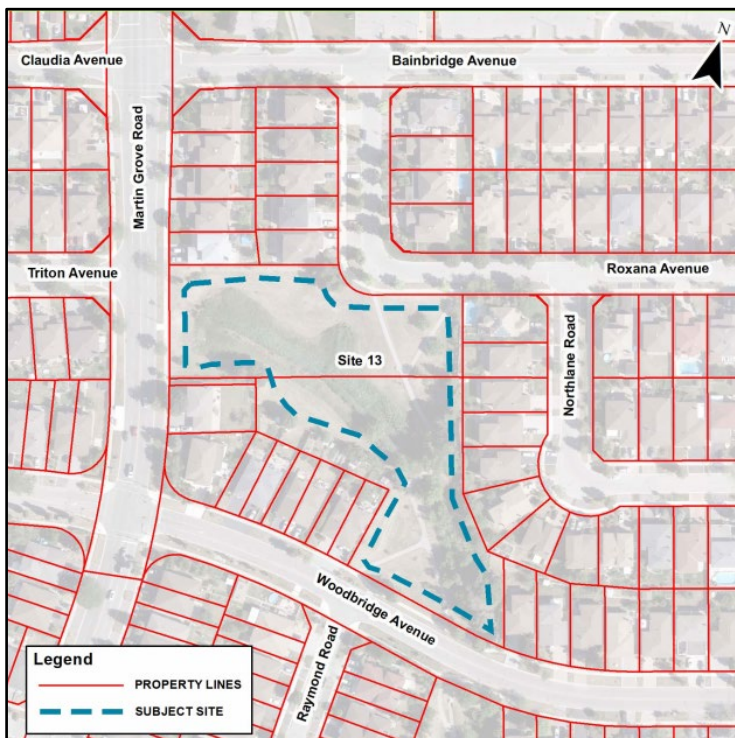 N
Claudia Avenue
Bainbridge Avenue
Martin Grove Road
Triton Avenue
Roxana Avenue
Site 13
Northlane Road
Woodbridge Avenue
Raymond Road
Legend
PROPERTY LINES
SUBJECT SITE